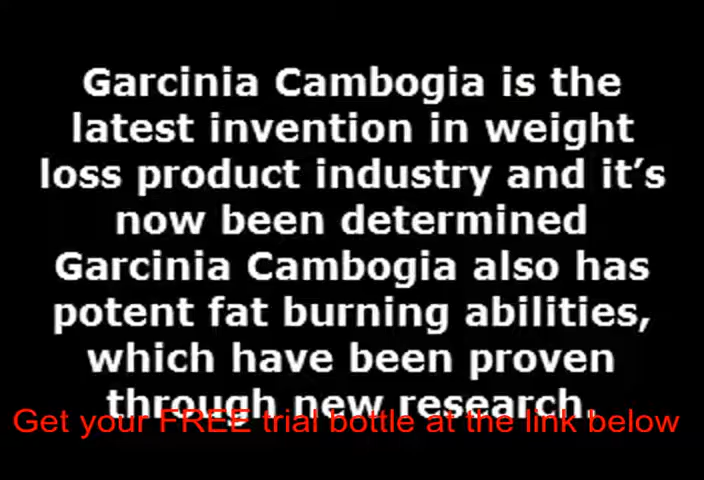 Garcinia Cambogia is the
latest invention in weight
loss product industry and it’s
now been determined
Garcinia Cambogia also has
potent fat burning abilities,
which have been proven
through new research.
Get your FREE trial bottle at the link below